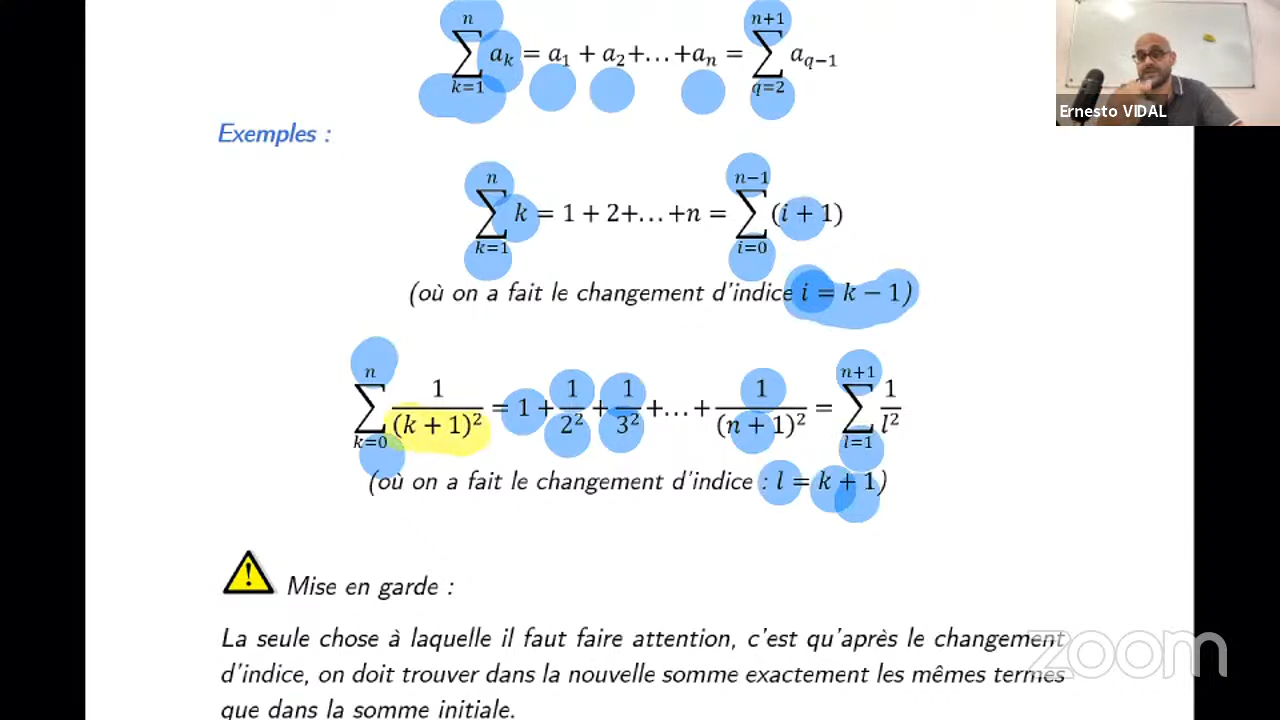 n n+1
∑ aₖ = a₁ + a₂+...+aₙ = ∑ a_{q−1}
k=1 q=2
Ernesto VIDAL
Exemples :
n n−1
∑ k = 1 + 2+...+n = ∑ (i + 1)
k=1 i=0
(où on a fait le changement d'indice i = k − 1)
n 1 1 1 1 n+1 1
∑ ――― = 1 + ― + ― +...+ ――― = ∑ ―
k=0 (k + 1)² 2² 3² (n + 1)² l=1 l²
(où on a fait le changement d'indice : l = k + 1)
! Mise en garde :
La seule chose à laquelle il faut faire attention, c'est qu'après le changement
d'indice, on doit trouver dans la nouvelle somme exactement les mêmes termes
que dans la somme initiale.
zoom